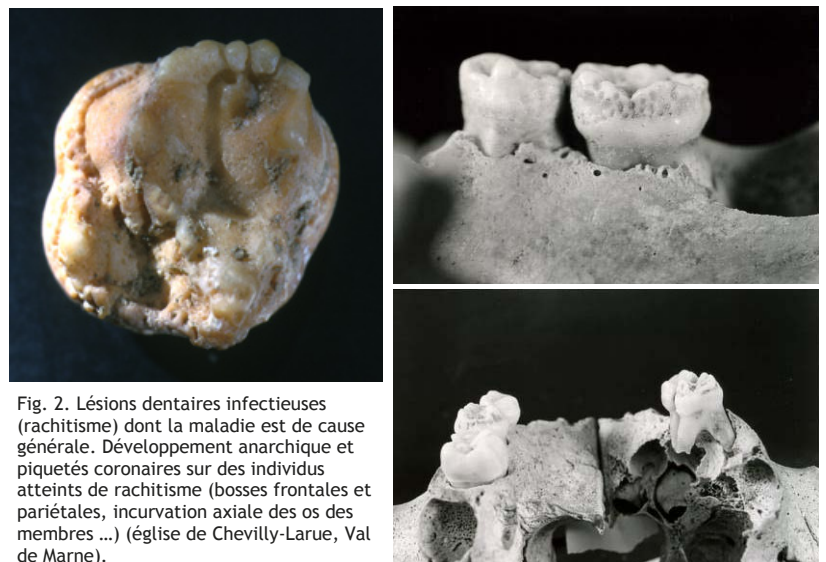 Fig. 2. Lésions dentaires infectieuses
(rachitisme) dont la maladie est de cause
générale. Développement anarchique et
piquetés coronaires sur des individus
atteints de rachitisme (bosses frontales et
pariétales, incurvation axiale des os des
membres …) (église de Chevilly-Larue, Val
de Marne).